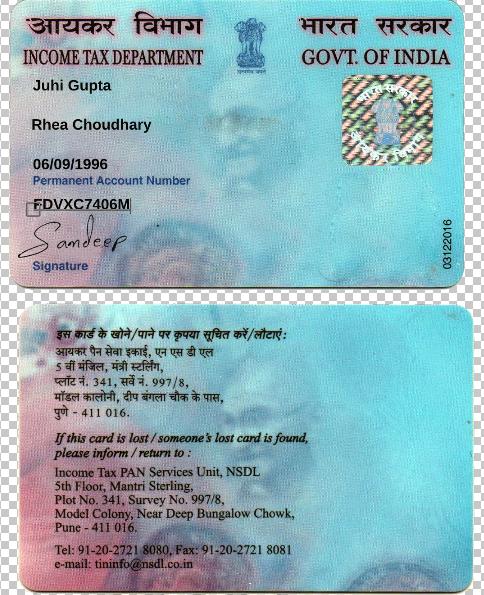 आयकर विभाग भारत सरकार
INCOME TAX DEPARTMENT GOVT. OF INDIA
Juhi Gupta
Rhea Choudhary
06/09/1996
Permanent Account Number
FDVXC7406M
Sandeep
Signature
03122016
भारत सरकार
आयकर विभाग
इस कार्ड के खोने/पाने पर कृपया सूचित करें/लौटाएं :
आयकर पैन सेवा इकाई, एन एस डी एल
5 वीं मंजिल, मंत्री स्टर्लिंग,
प्लॉट नं. 341, सर्वे नं. 997/8,
मॉडल कालोनी, दीप बंगला चौक के पास,
पुणे - 411 016.
If this card is lost / someone's lost card is found,
please inform / return to :
Income Tax PAN Services Unit, NSDL
5th Floor, Mantri Sterling,
Plot No. 341, Survey No. 997/8,
Model Colony, Near Deep Bungalow Chowk,
Pune - 411 016.
Tel: 91-20-2721 8080, Fax: 91-20-2721 8081
e-mail: tininfo@nsdl.co.in